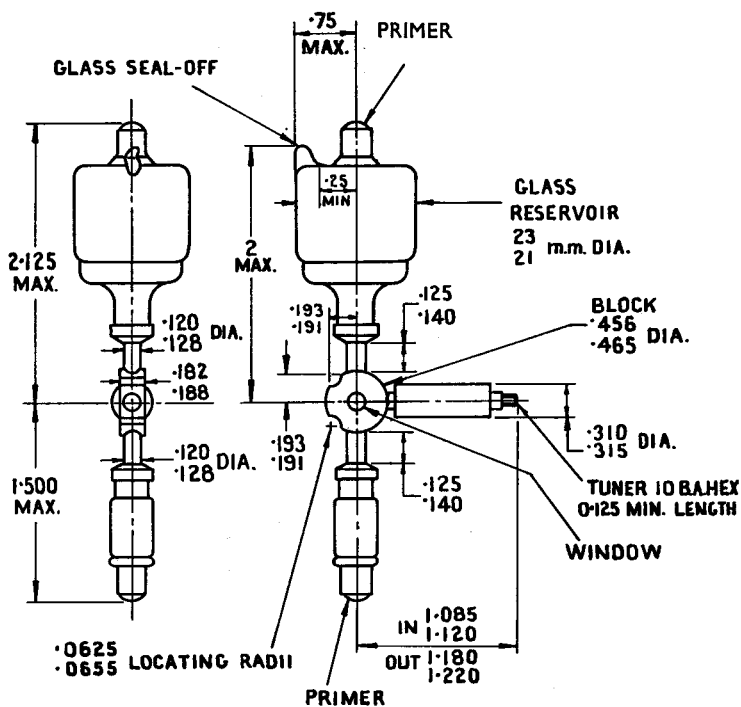 ·75
MAX.
PRIMER
GLASS SEAL-OFF
·25
MIN
GLASS
RESERVOIR
23
21 m.m. DIA.
2·125
MAX.
2
MAX.
·193
·191
·125
·140
BLOCK
·456
·465 DIA.
·120
·128 DIA.
·182
·188
·310
·315 DIA.
·193
·191
·120
·128 DIA.
·125
·140
TUNER 10 B.A.HEX
0·125 MIN. LENGTH
1·500
MAX.
WINDOW
·0625
·0655 LOCATING RADII
IN 1·085
1·120
OUT 1·180
1·220
PRIMER